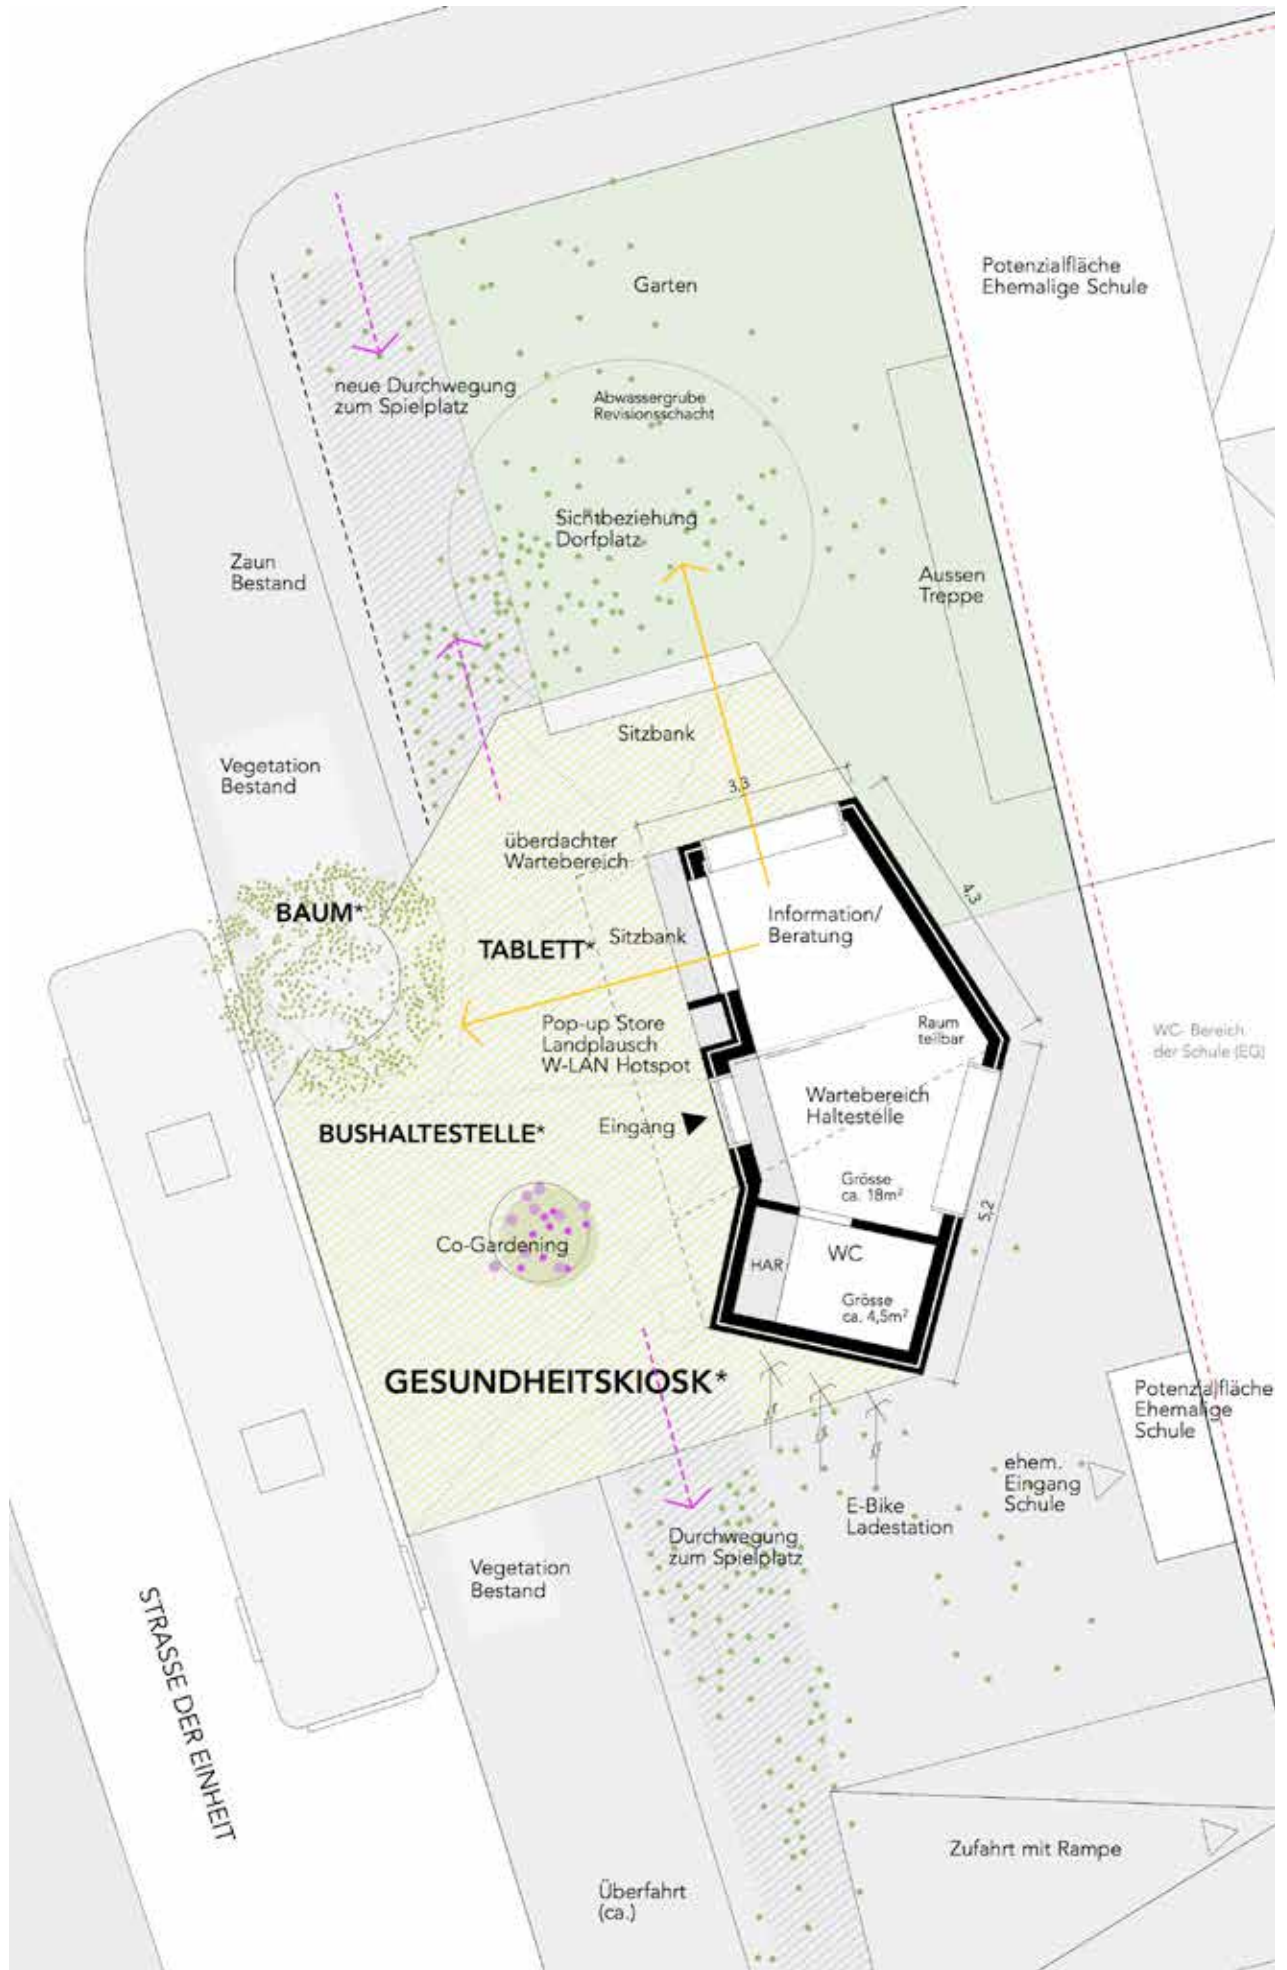 Potenzialfläche
Ehemalige Schule
Garten
neue Durchwegung
zum Spielplatz
Abwassergrube
Revisionsschacht
Sichtbeziehung
Dorfplatz
Zaun
Bestand
Aussen
Treppe
Sitzbank
Vegetation
Bestand
3,3
überdachter
Wartebereich
4,3
BAUM*
Information/
Beratung
TABLETT*
Sitzbank
Pop-up Store
Landplausch
W-LAN Hotspot
Raum
teilbar
WC- Bereich
der Schule (EG)
Wartebereich
Haltestelle
Eingang
BUSHALTESTELLE*
Grösse
ca. 18m²
5,2
Co-Gardening
WC
HAR
Grösse
ca. 4,5m²
GESUNDHEITSKIOSK*
Potenzialfläche
Ehemalige
Schule
ehem.
Eingang
Schule
E-Bike
Ladestation
Durchwegung
zum Spielplatz
Vegetation
Bestand
STRASSE DER EINHEIT
Zufahrt mit Rampe
Überfahrt
(ca.)